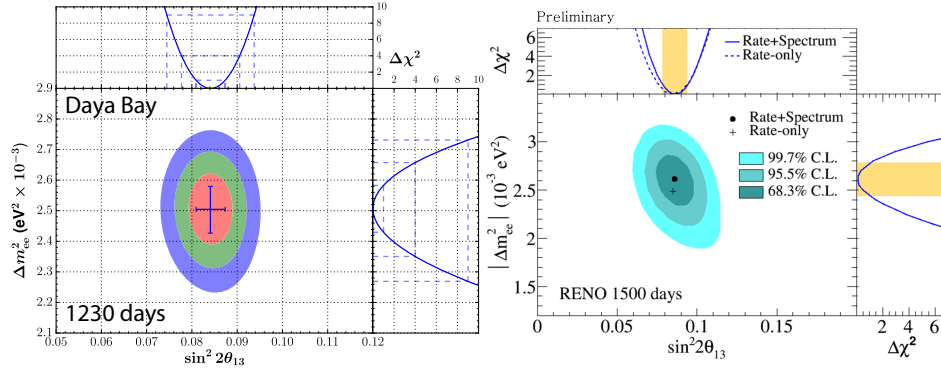 Preliminary
10
8
6
4
2
Δχ²
2 4 6 8 10
Daya Bay
1230 days
2.9
2.8
2.7
2.6
2.5
2.4
2.3
2.2
2.1
Δm²ee (eV² × 10⁻³)
0.05 0.06 0.07 0.08 0.09 0.10 0.11 0.12
sin² 2θ₁₃
Δχ²
6
4
2
Rate+Spectrum
Rate-only
Rate+Spectrum
Rate-only
99.7% C.L.
95.5% C.L.
68.3% C.L.
|Δm²ee| (10⁻³ eV²)
3
2.5
2
1.5
RENO 1500 days
0 0.05 0.1 0.15
sin²2θ₁₃
2 4 6
Δχ²